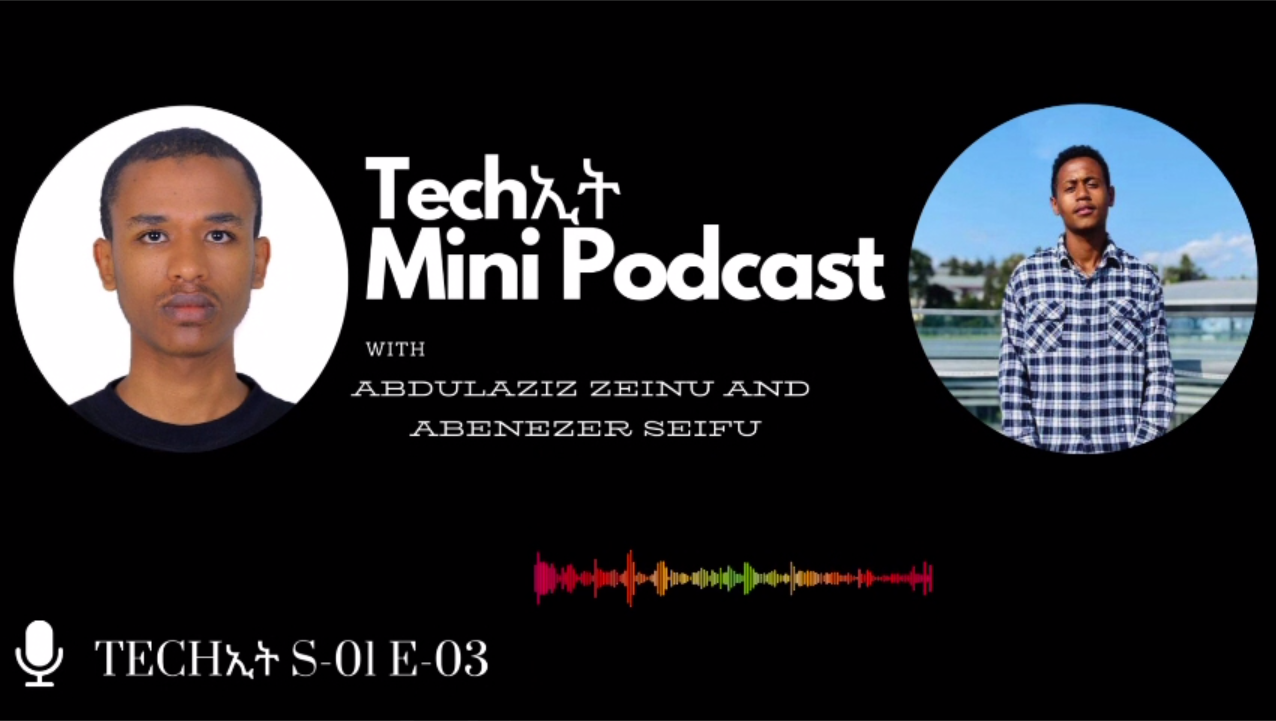 Techኢት
Mini Podcast
WITH
ABDULAZIZ ZEINU AND
ABENEZER SEIFU
TECHኢት S-01 E-03